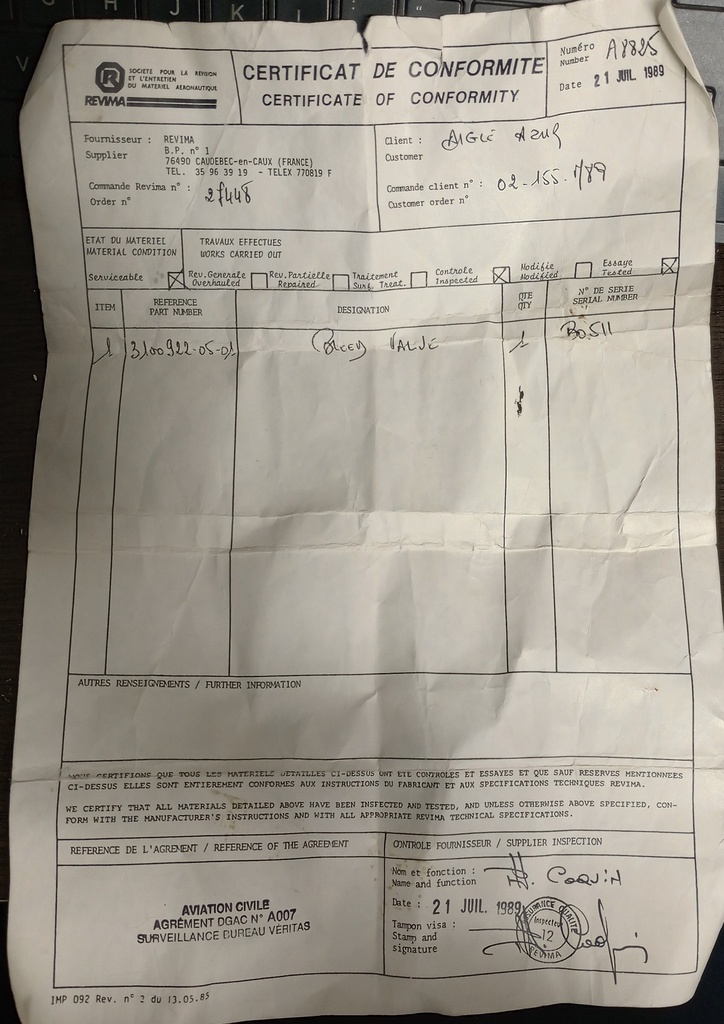 SOCIETE POUR LA REVISION
ET L'ENTRETIEN
DU MATERIEL AERONAUTIQUE
REVIMA
CERTIFICAT DE CONFORMITE
CERTIFICATE OF CONFORMITY
Numéro A8825
Number
Date 21 JUIL 1989
Fournisseur : REVIMA
Supplier B.P. n° 1
76490 CAUDEBEC-en-CAUX (FRANCE)
TEL. 35 96 39 19 - TELEX 770819 F
Commande Revima n° : 27448
Order n°
Client : AIGLE AZUR
Customer
Commande client n° : 02-155-1/89
Customer order n°
ETAT DU MATERIEL
MATERIAL CONDITION
TRAVAUX EFFECTUES
WORKS CARRIED OUT
Serviceable
Rev.Generale
Overhauled
Rev.Partielle
Repaired
Traitement
Surf. Treat.
Controle
Inspected
Modifie
Modified
Essaye
Tested
ITEM
REFERENCE
PART NUMBER
DESIGNATION
QTE
QTY
N° DE SERIE
SERIAL NUMBER
1 3100922-05-01 BLEED VALVE 1 B0511
AUTRES RENSEIGNEMENTS / FURTHER INFORMATION
NOUS CERTIFIONS QUE TOUS LES MATERIELS DETAILLES CI-DESSUS ONT ETE CONTROLES ET ESSAYES ET QUE SAUF RESERVES MENTIONNEES
CI-DESSUS ELLES SONT ENTIEREMENT CONFORMES AUX INSTRUCTIONS DU FABRICANT ET AUX SPECIFICATIONS TECHNIQUES REVIMA.
WE CERTIFY THAT ALL MATERIALS DETAILED ABOVE HAVE BEEN INSPECTED AND TESTED, AND UNLESS OTHERWISE ABOVE SPECIFIED, CON-
FORM WITH THE MANUFACTURER'S INSTRUCTIONS AND WITH ALL APPROPRIATE REVIMA TECHNICAL SPECIFICATIONS.
REFERENCE DE L'AGREMENT / REFERENCE OF THE AGREEMENT
AVIATION CIVILE
AGRÉMENT DGAC N° A007
SURVEILLANCE BUREAU VERITAS
CONTROLE FOURNISSEUR / SUPPLIER INSPECTION
Nom et fonction : H. COQUIN
Name and function
Date : 21 JUIL. 1989
Tampon visa :
Stamp and
signature
ASSURANCE QUALITE
Inspecteur
12
REVIMA
IMP 092 Rev. n° 2 du 13.05.85